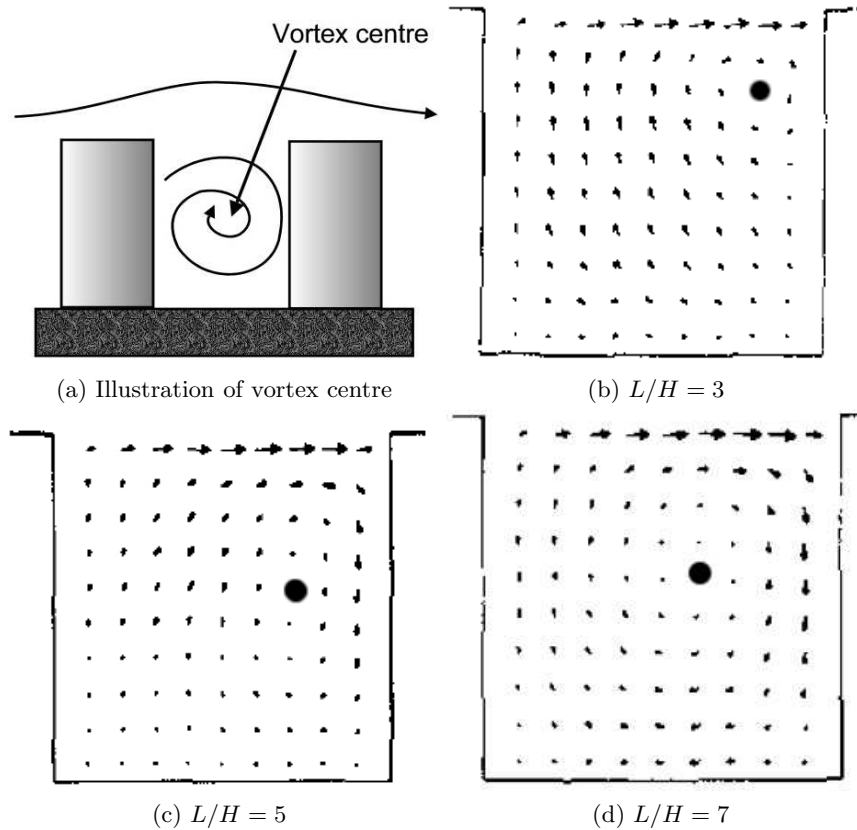 Vortex centre
(a) Illustration of vortex centre
(b) L/H = 3
(c) L/H = 5
(d) L/H = 7